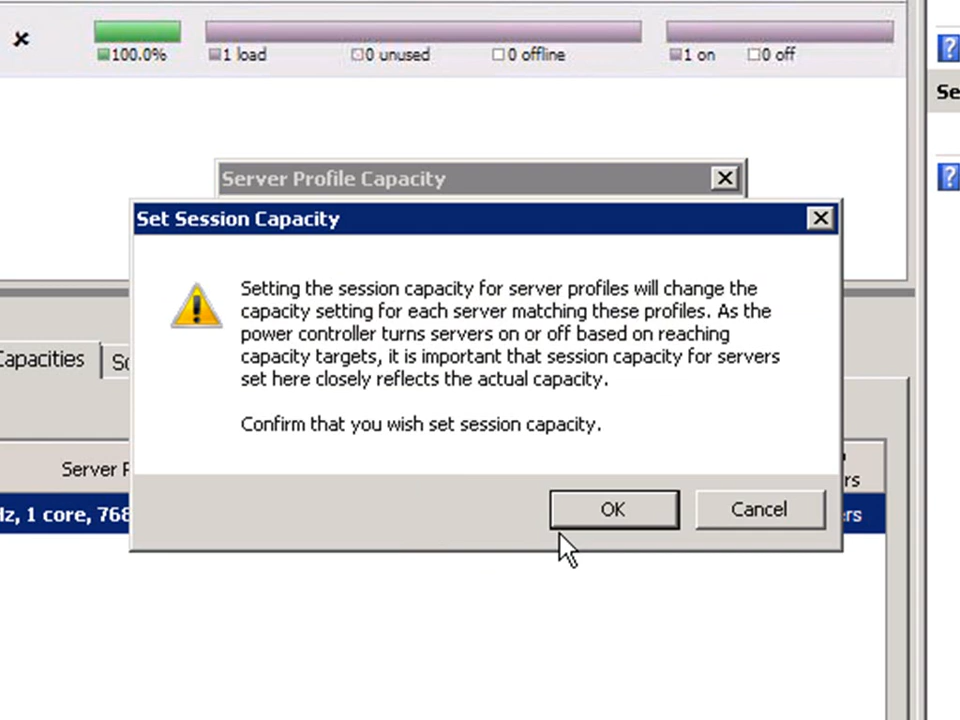 100.0% 1 load 0 unused 0 offline 1 on 0 off
Se
Server Profile Capacity
Set Session Capacity
Setting the session capacity for server profiles will change the
capacity setting for each server matching these profiles. As the
power controller turns servers on or off based on reaching
capacity targets, it is important that session capacity for servers
set here closely reflects the actual capacity.
Confirm that you wish set session capacity.
OK Cancel
apacities
Server
rs
lz, 1 core, 768
ers